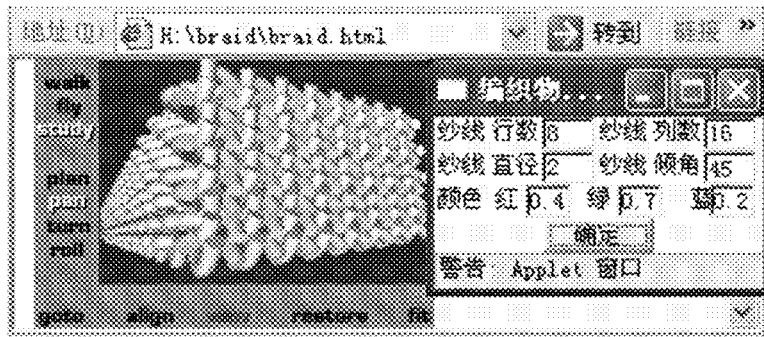 地址(D) H:\braid\braid.html 转到 链接 »
walk
fly
study
plan
pan
turn
roll
编织物...
纱线 行数 8 纱线 列数 16
纱线 直径 2 纱线 倾角 45
颜色 红 0.4 绿 0.7 蓝 0.2
确定
警告: Applet 窗口
goto align restore fit